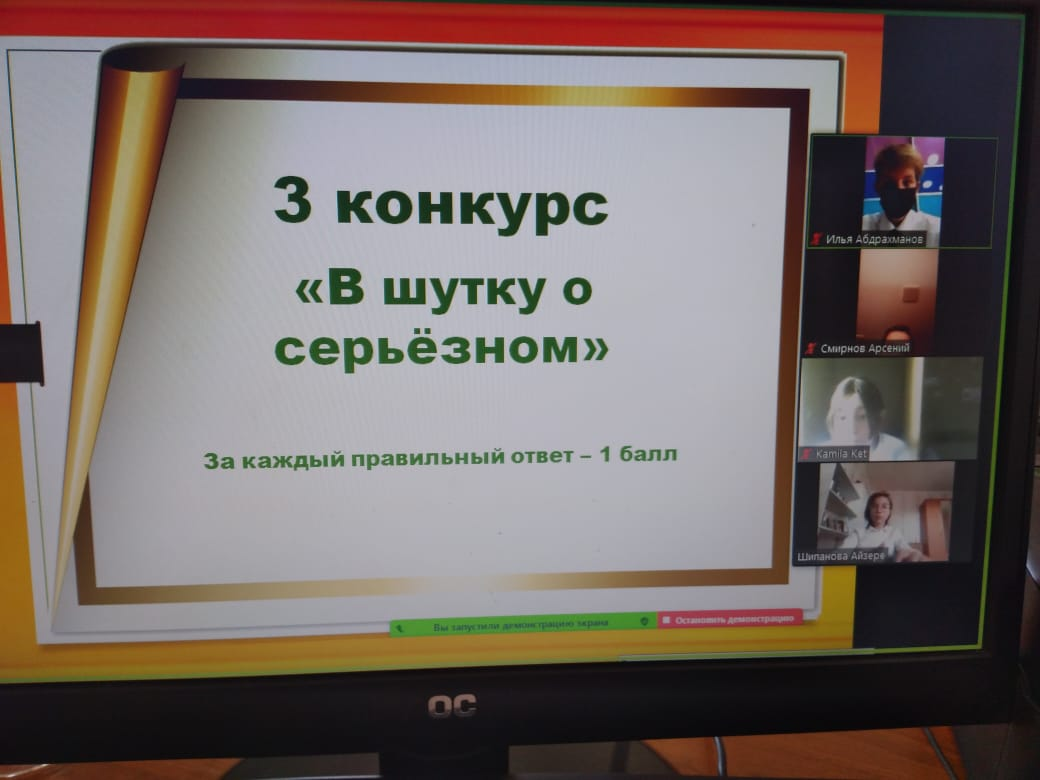 3 конкурс
«В шутку о
серьёзном»
За каждый правильный ответ – 1 балл
Илья Абдрахманов
Смирнов Арсений
Kamila Ket
Шипанова Айзере
Вы запустили демонстрацию экрана
Остановить демонстрацию
OC